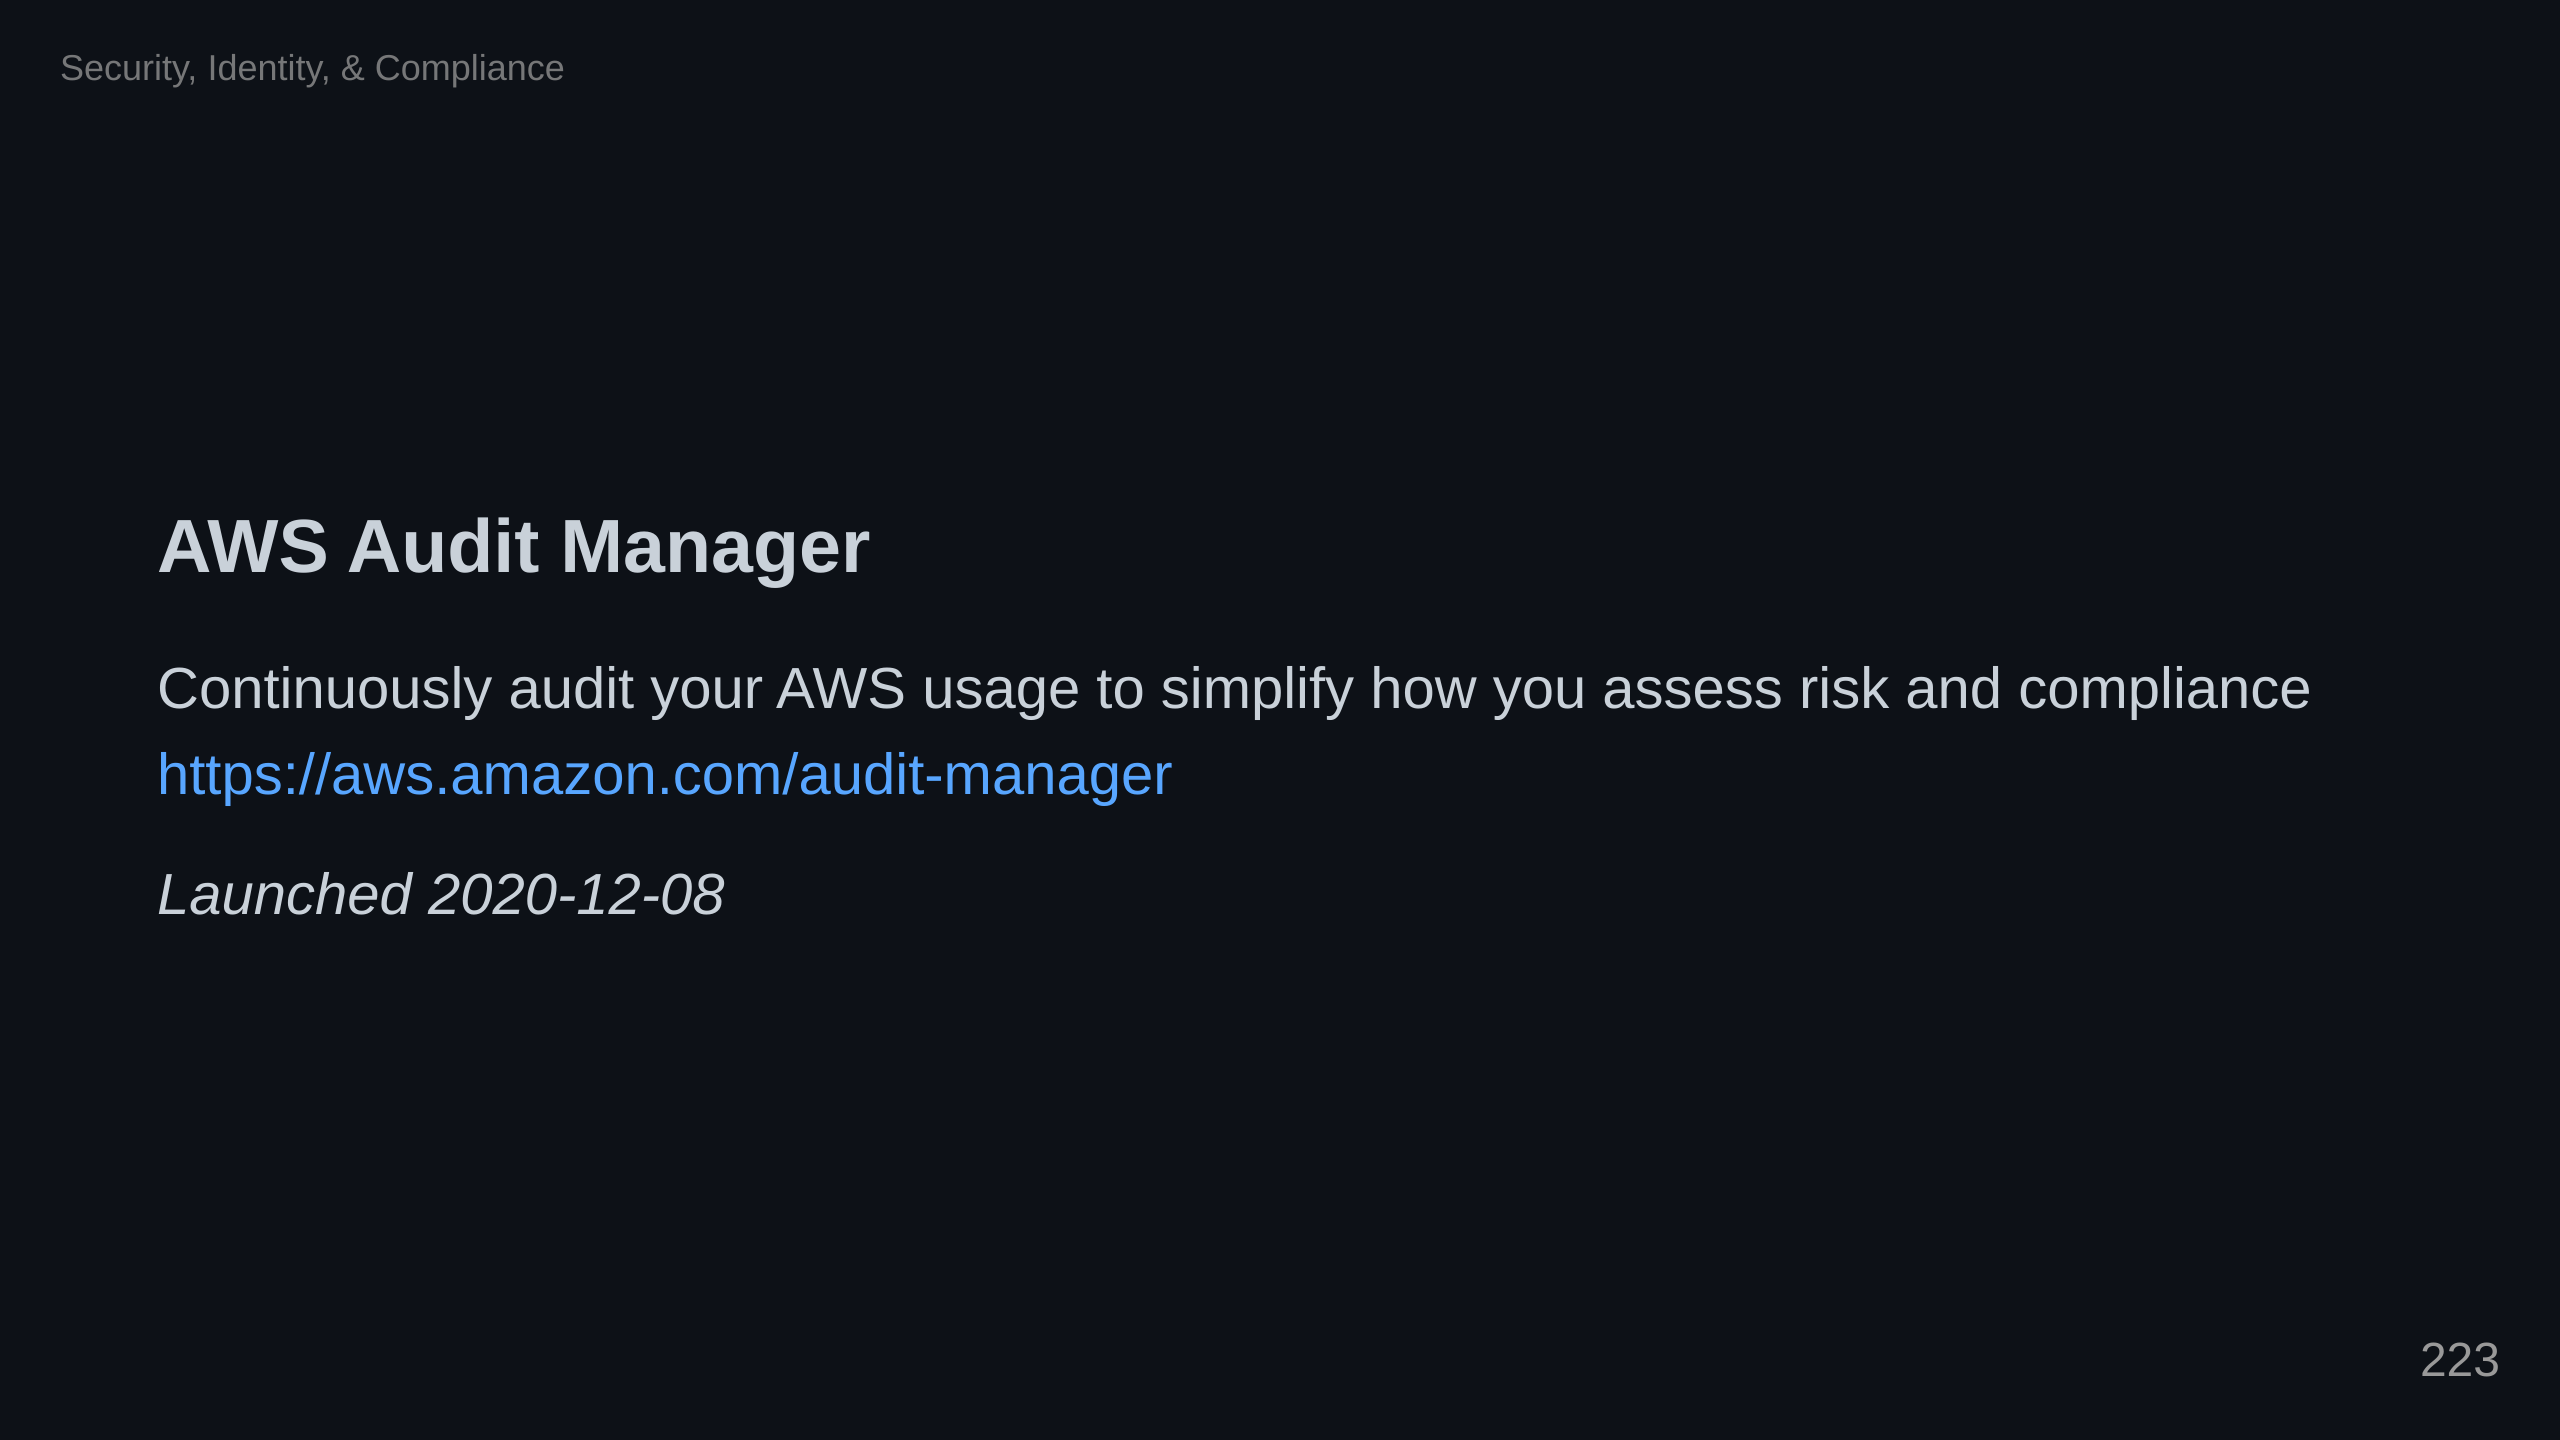 Security, Identity, & Compliance
AWS Audit Manager
Continuously audit your AWS usage to simplify how you assess risk and compliance
https://aws.amazon.com/audit-manager
Launched 2020-12-08
223